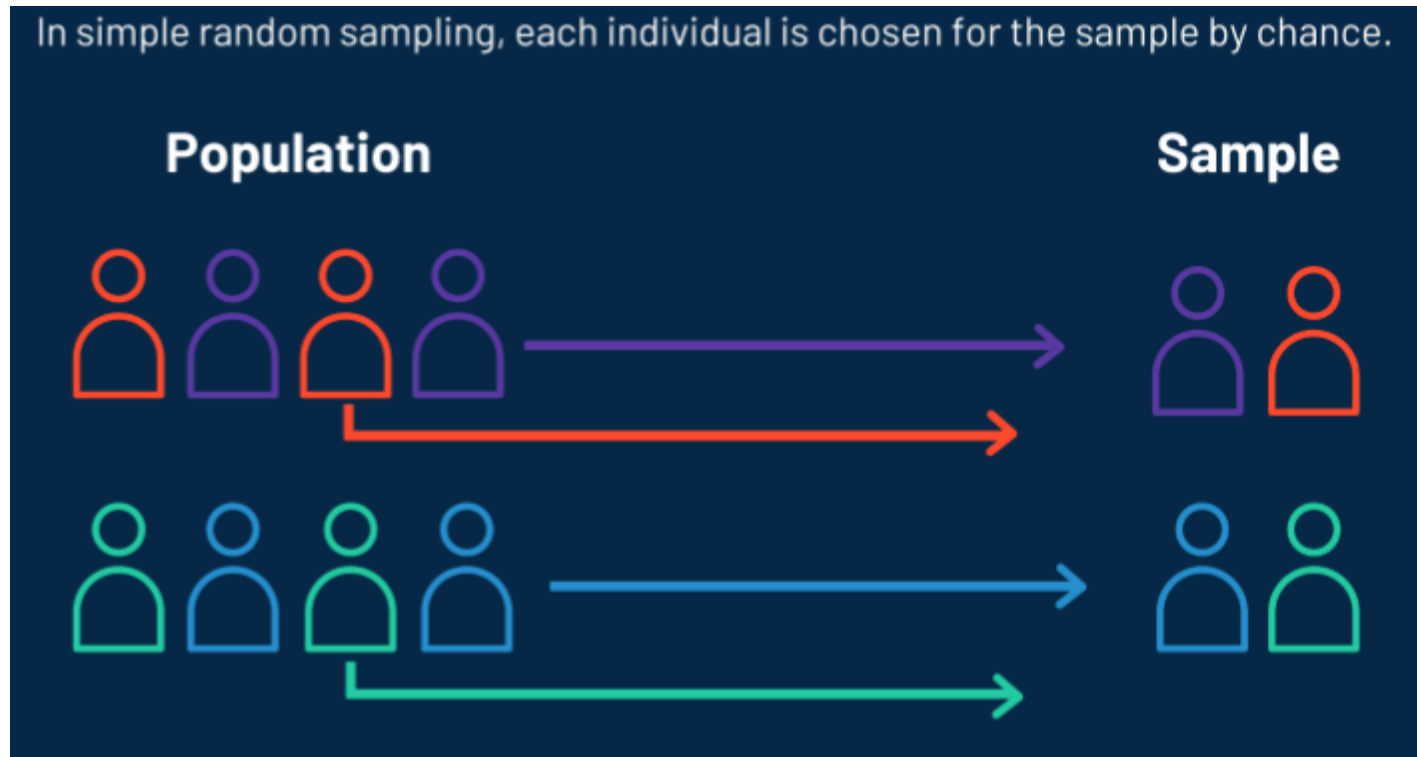 In simple random sampling, each individual is chosen for the sample by chance.
Population
Sample